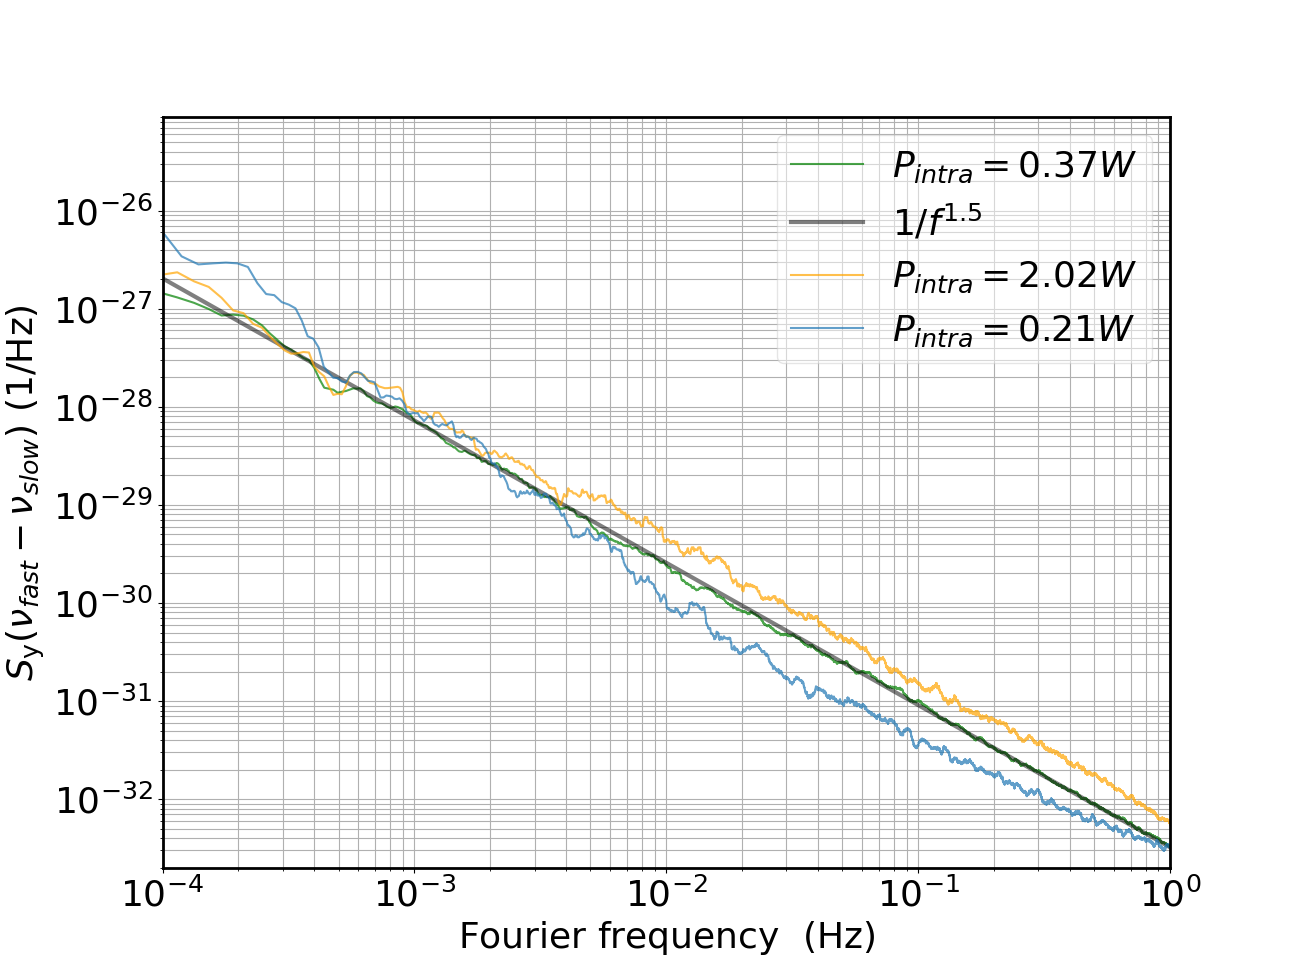 P_intra = 0.37W
1/f^1.5
P_intra = 2.02W
P_intra = 0.21W
S_y(ν_fast − ν_slow) (1/Hz)
10^−26
10^−27
10^−28
10^−29
10^−30
10^−31
10^−32
10^−4 10^−3 10^−2 10^−1 10^0
Fourier frequency (Hz)